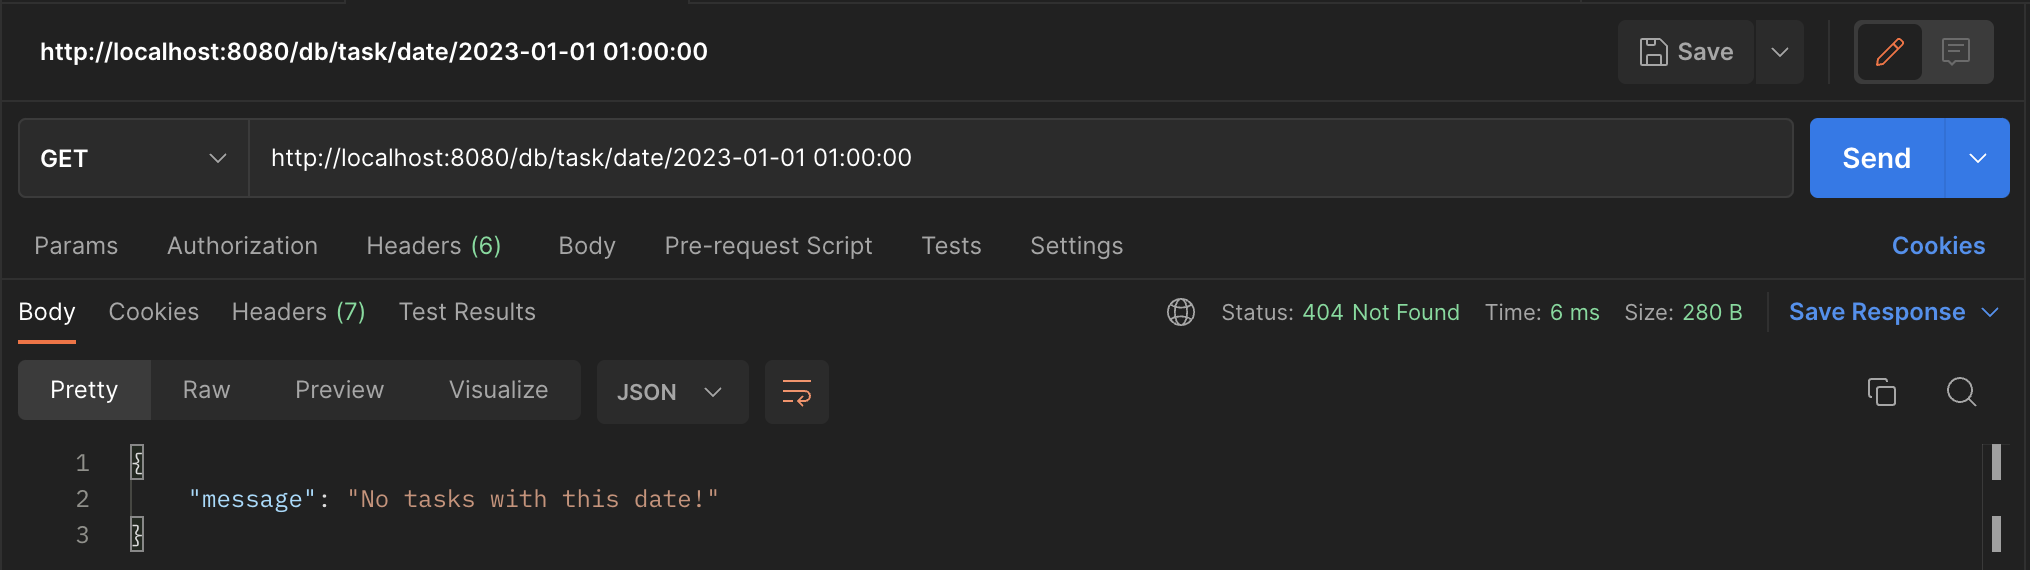 http://localhost:8080/db/task/date/2023-01-01 01:00:00
Save
GET
http://localhost:8080/db/task/date/2023-01-01 01:00:00
Send
Params Authorization Headers (6) Body Pre-request Script Tests Settings Cookies
Body Cookies Headers (7) Test Results Status: 404 Not Found Time: 6 ms Size: 280 B Save Response
Pretty Raw Preview Visualize JSON
1 {
2 "message": "No tasks with this date!"
3 }